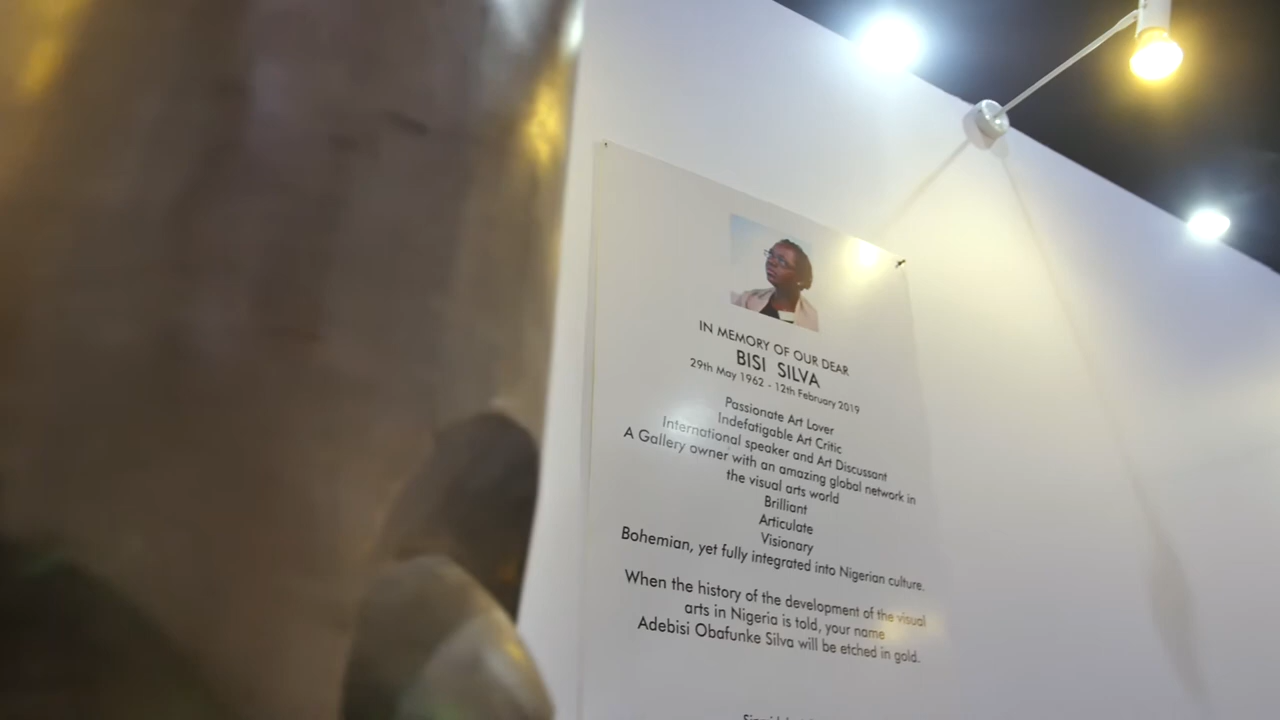 IN MEMORY OF OUR DEAR
BISI SILVA
29th May 1962 - 12th February 2019
Passionate Art Lover
Indefatigable Art Critic
International speaker and Art Discussant
A Gallery owner with an amazing global network in
the visual arts world
Brilliant
Articulate
Visionary
Bohemian, yet fully integrated into Nigerian culture.
When the history of the development of the visual
arts in Nigeria is told, your name
Adebisi Obafunke Silva will be etched in gold.